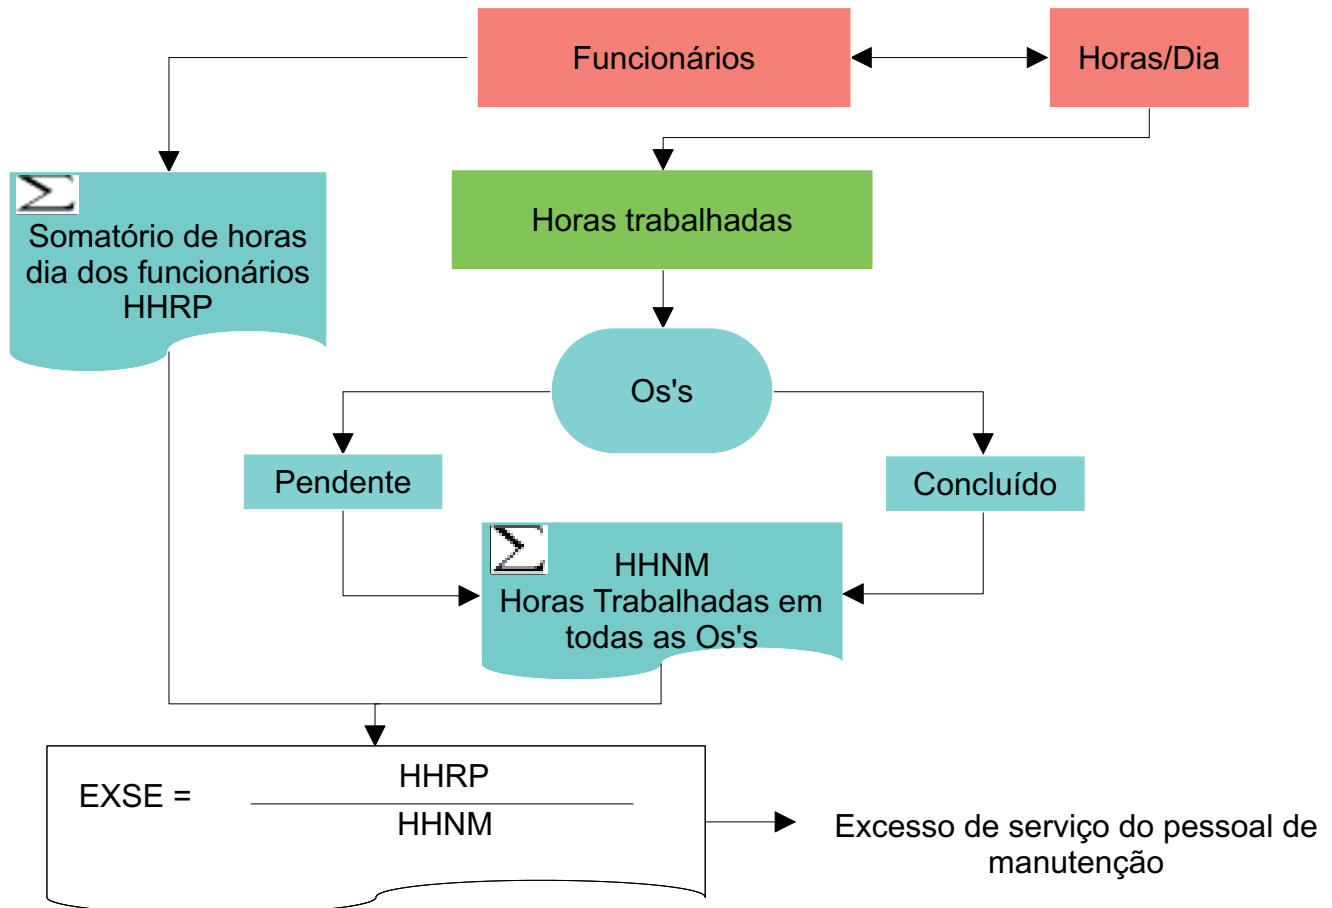 Funcionários
Horas/Dia
Σ
Somatório de horas
dia dos funcionários
HHRP
Horas trabalhadas
Os's
Pendente
Concluído
Σ
HHNM
Horas Trabalhadas em
todas as Os's
EXSE =
HHRP
HHNM
Excesso de serviço do pessoal de
manutenção